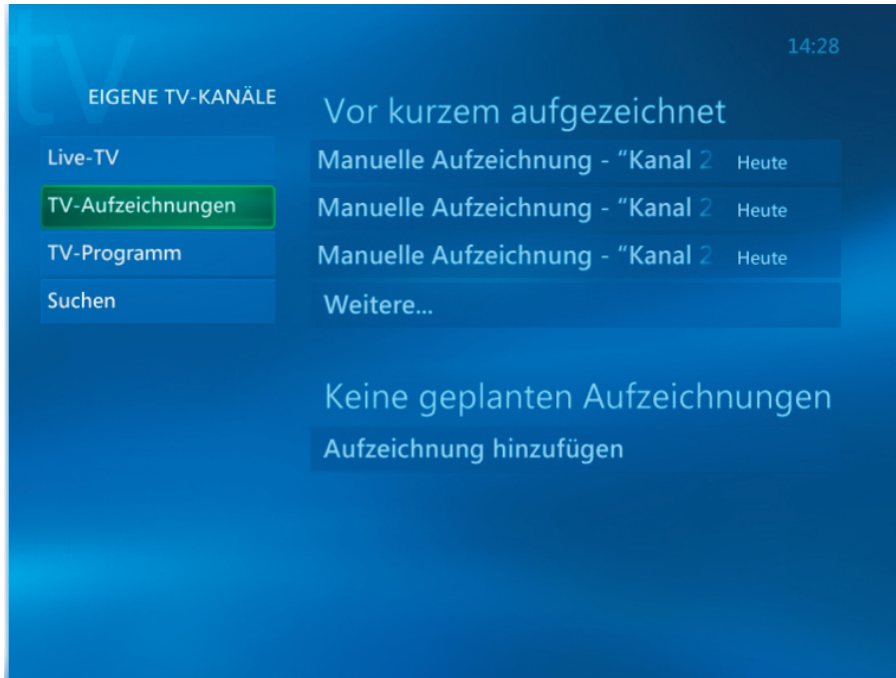 tv
14:28
EIGENE TV-KANÄLE
Live-TV
TV-Aufzeichnungen
TV-Programm
Suchen
Vor kurzem aufgezeichnet
Manuelle Aufzeichnung - “Kanal 2 Heute
Manuelle Aufzeichnung - “Kanal 2 Heute
Manuelle Aufzeichnung - “Kanal 2 Heute
Weitere...
Keine geplanten Aufzeichnungen
Aufzeichnung hinzufügen